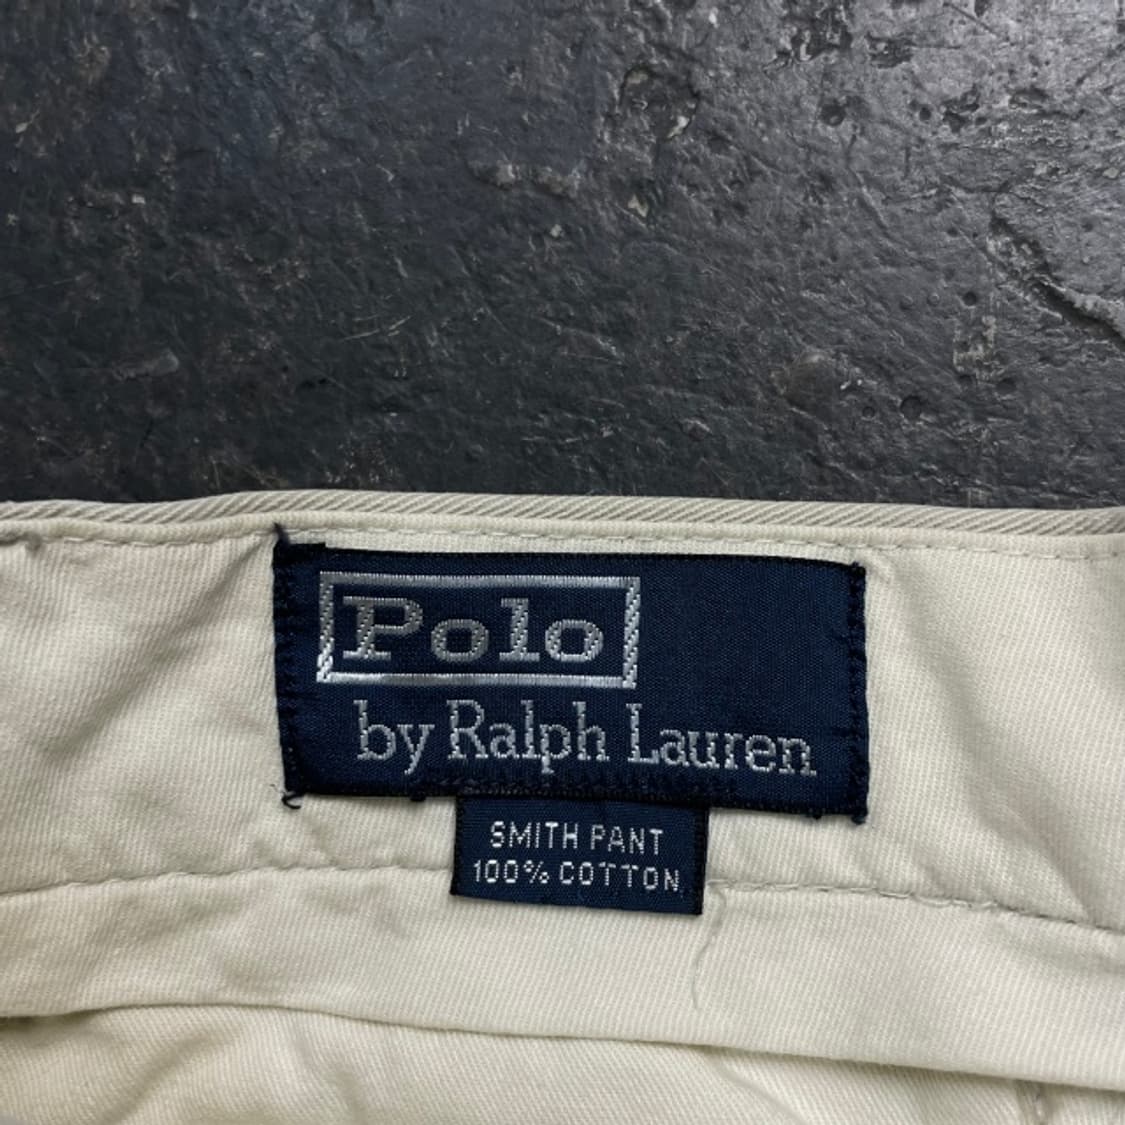 Polo
by Ralph Lauren
SMITH PANT
100% COTTON